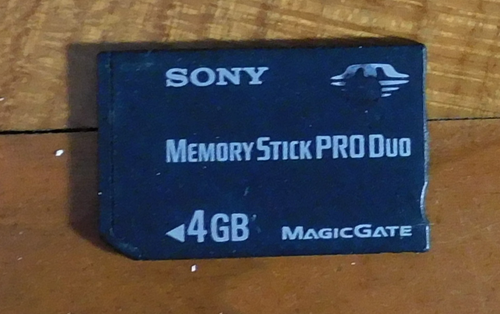 SONY
MEMORY STICK PRO DUO
4GB
MAGICGATE